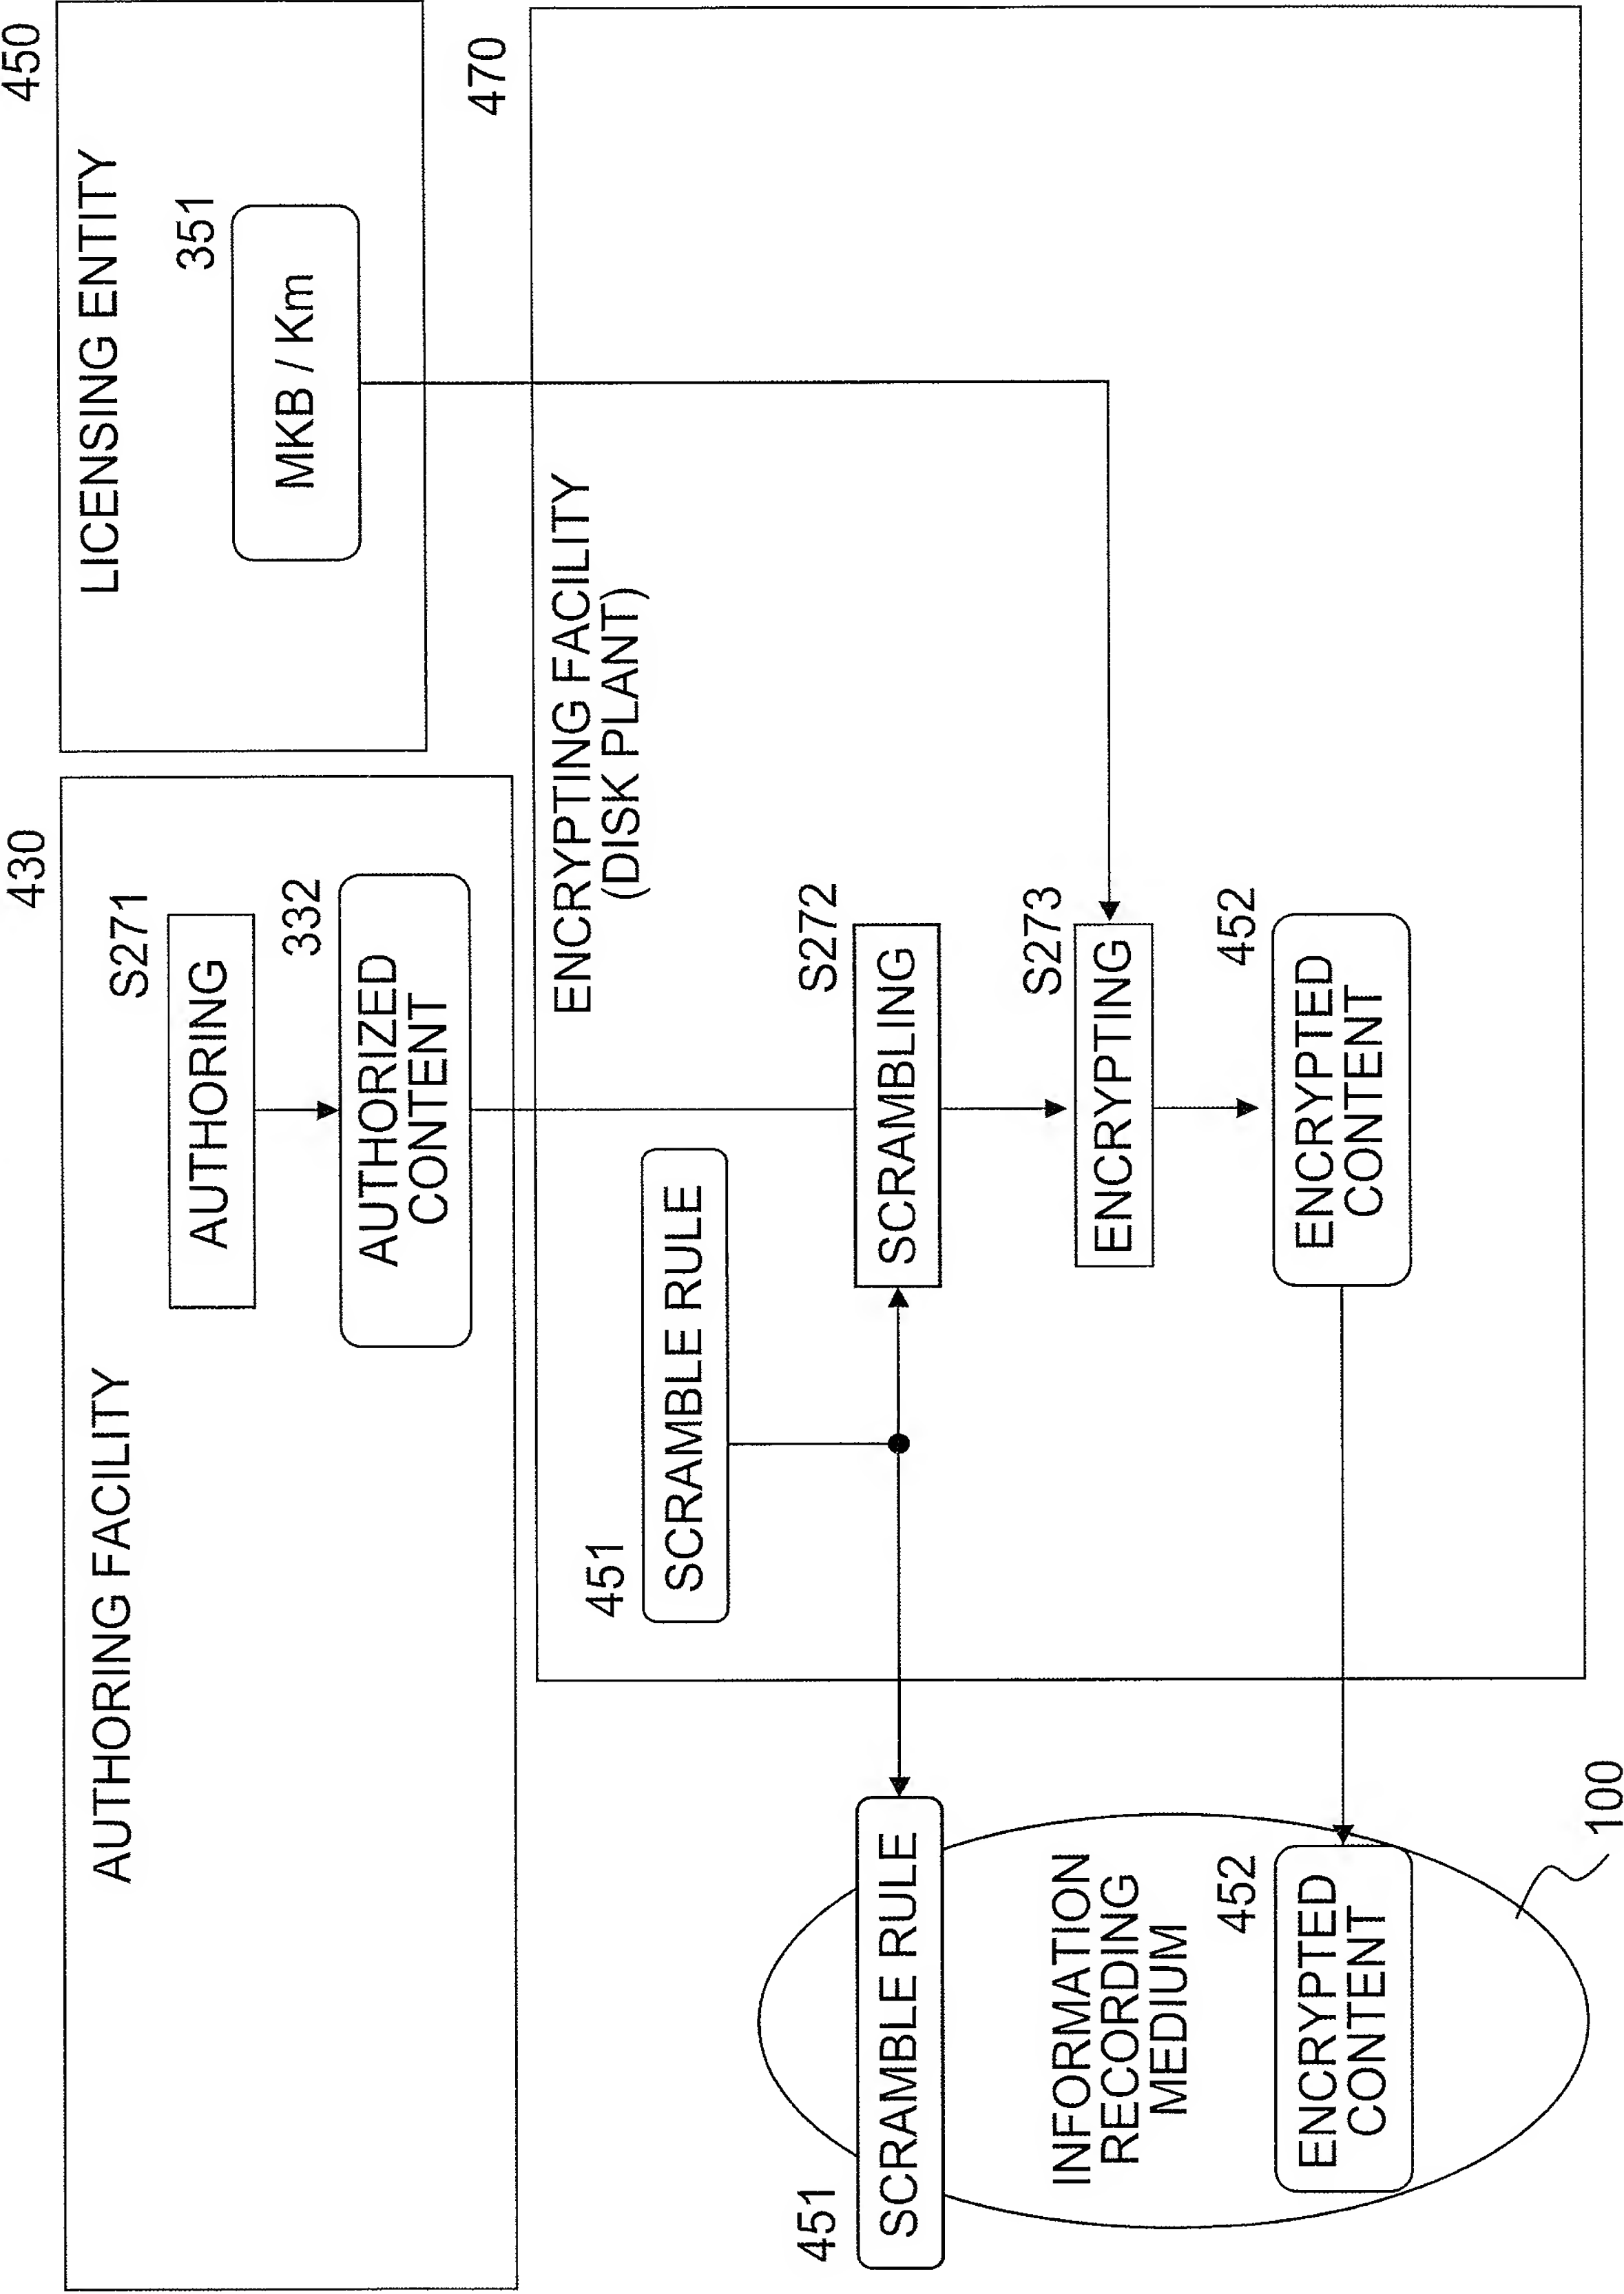 430
AUTHORING FACILITY
S271
AUTHORING
332
AUTHORIZED
CONTENT
450
LICENSING ENTITY
351
MKB / Km
470
ENCRYPTING FACILITY
(DISK PLANT)
451
SCRAMBLE RULE
S272
SCRAMBLING
S273
ENCRYPTING
452
ENCRYPTED
CONTENT
451
SCRAMBLE RULE
INFORMATION
RECORDING
MEDIUM
452
ENCRYPTED
CONTENT
100